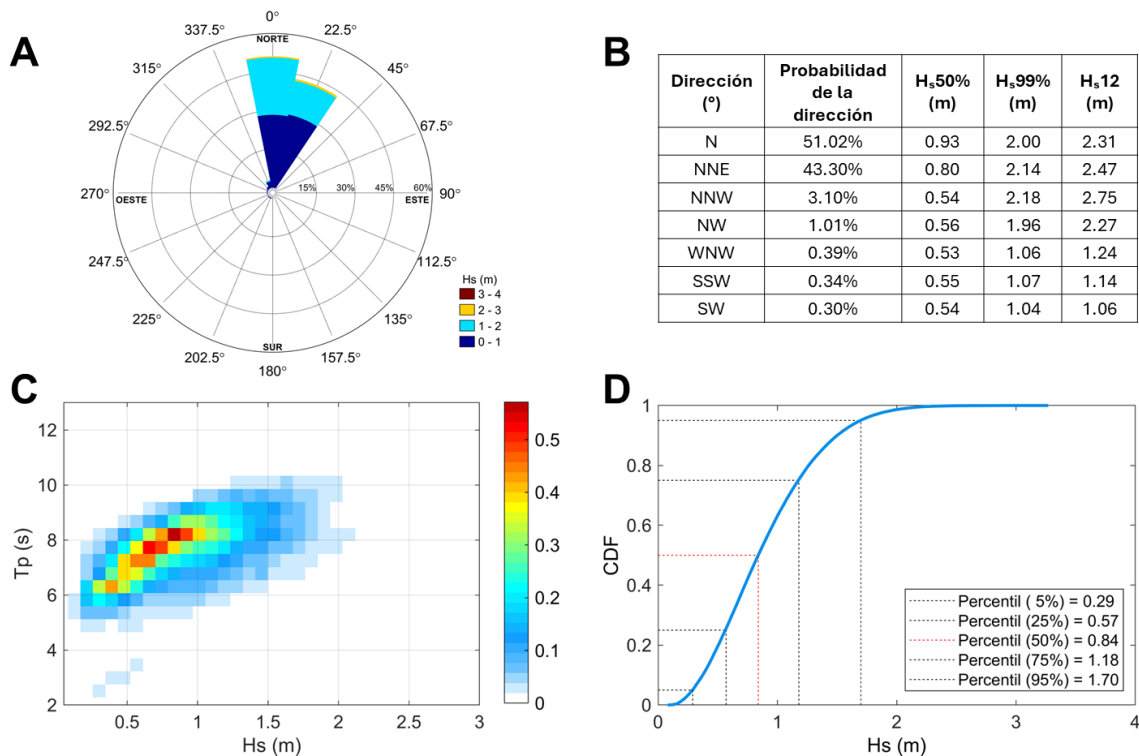 A
0°
337.5°
22.5°
NORTE
315°
45°
292.5°
67.5°
270°
OESTE
15%
30%
45%
60%
ESTE
90°
247.5°
112.5°
225°
135°
202.5°
SUR
157.5°
180°
Hs (m)
3 - 4
2 - 3
1 - 2
0 - 1
B
Dirección (°) Probabilidad de la dirección Hₛ50% (m) Hₛ99% (m) Hₛ12 (m)
N 51.02% 0.93 2.00 2.31
NNE 43.30% 0.80 2.14 2.47
NNW 3.10% 0.54 2.18 2.75
NW 1.01% 0.56 1.96 2.27
WNW 0.39% 0.53 1.06 1.24
SSW 0.34% 0.55 1.07 1.14
SW 0.30% 0.54 1.04 1.06
C
12
10
8
6
4
2
Tp (s)
0.5 1 1.5 2 2.5 3
Hs (m)
0.5
0.4
0.3
0.2
0.1
0
D
1
0.8
0.6
0.4
0.2
0
CDF
0 1 2 3 4
Hs (m)
Percentil ( 5%) = 0.29
Percentil (25%) = 0.57
Percentil (50%) = 0.84
Percentil (75%) = 1.18
Percentil (95%) = 1.70